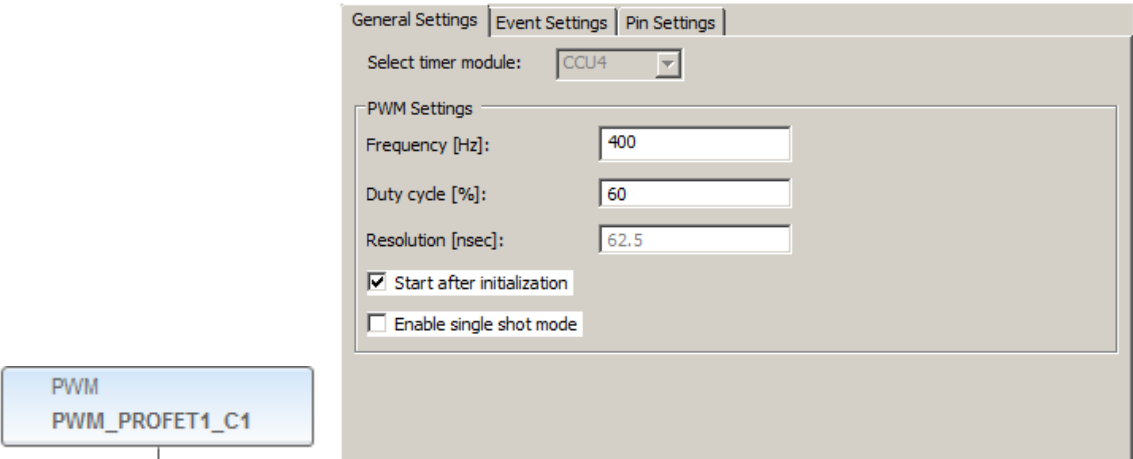 General Settings Event Settings Pin Settings
Select timer module: CCU4
PWM Settings
Frequency [Hz]: 400
Duty cycle [%]: 60
Resolution [nsec]: 62.5
Start after initialization
Enable single shot mode
PWM
PWM_PROFET1_C1